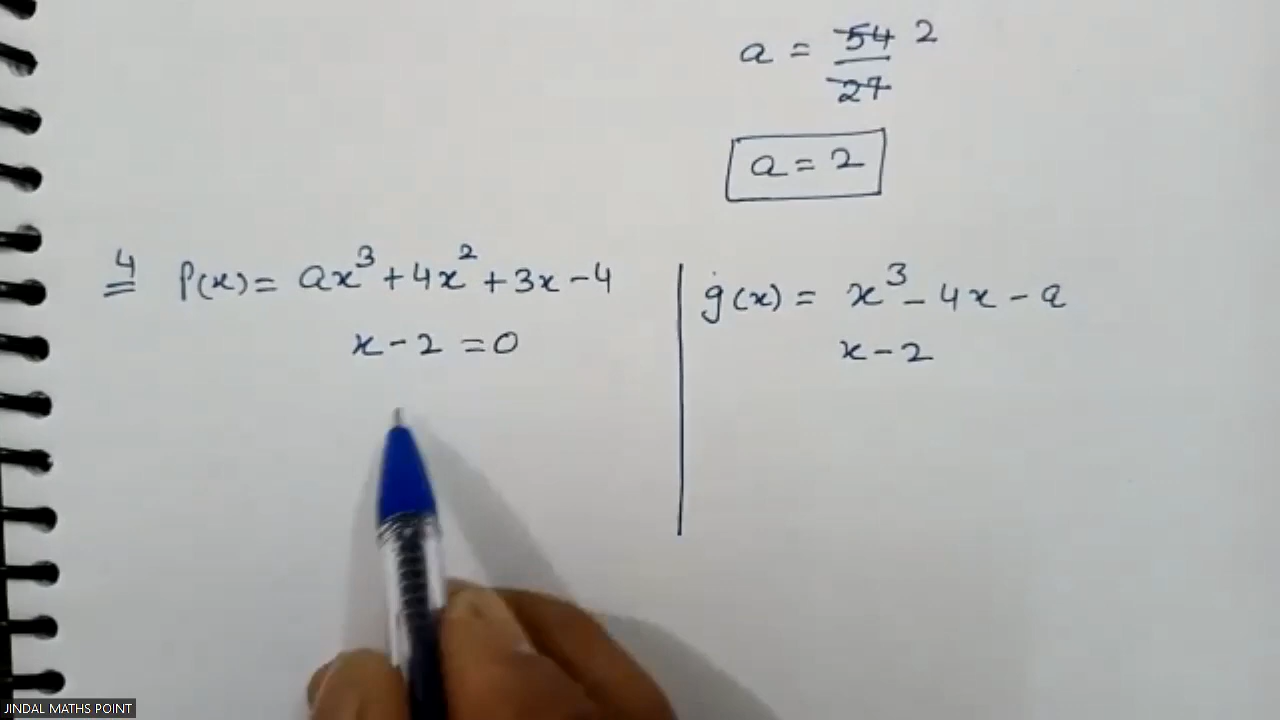 a = 54 2
27
a = 2
4 P(x) = ax³ + 4x² + 3x - 4
x - 2 = 0
g(x) = x³ - 4x - a
x - 2
JINDAL MATHS POINT